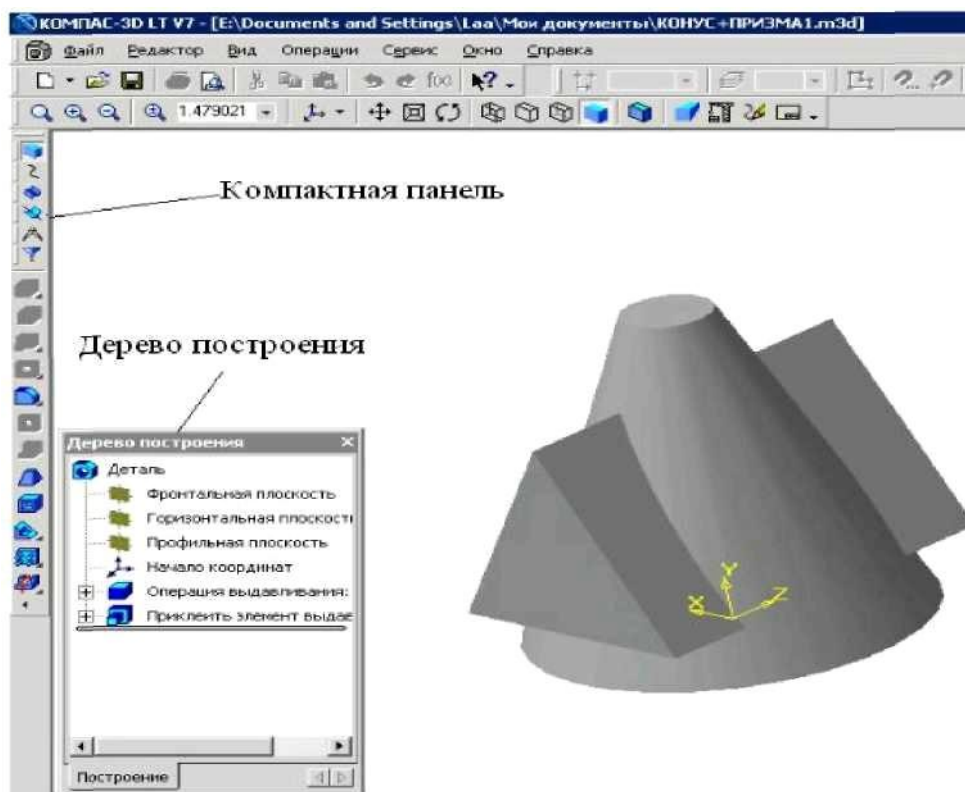 КОМПАС-3D LT V7 - [E:\Documents and Settings\Laa\Мои документы\КОНУС+ПРИЗМА1.m3d]
Файл Редактор Вид Операции Сервис Окно Справка
f(x)
1.479021
Компактная панель
Дерево построения
Дерево построения
Деталь
Фронтальная плоскость
Горизонтальная плоскост
Профильная плоскость
Начало координат
Операция выдавливания:
Приклеить элемент выдав
Построение
Y
X Z